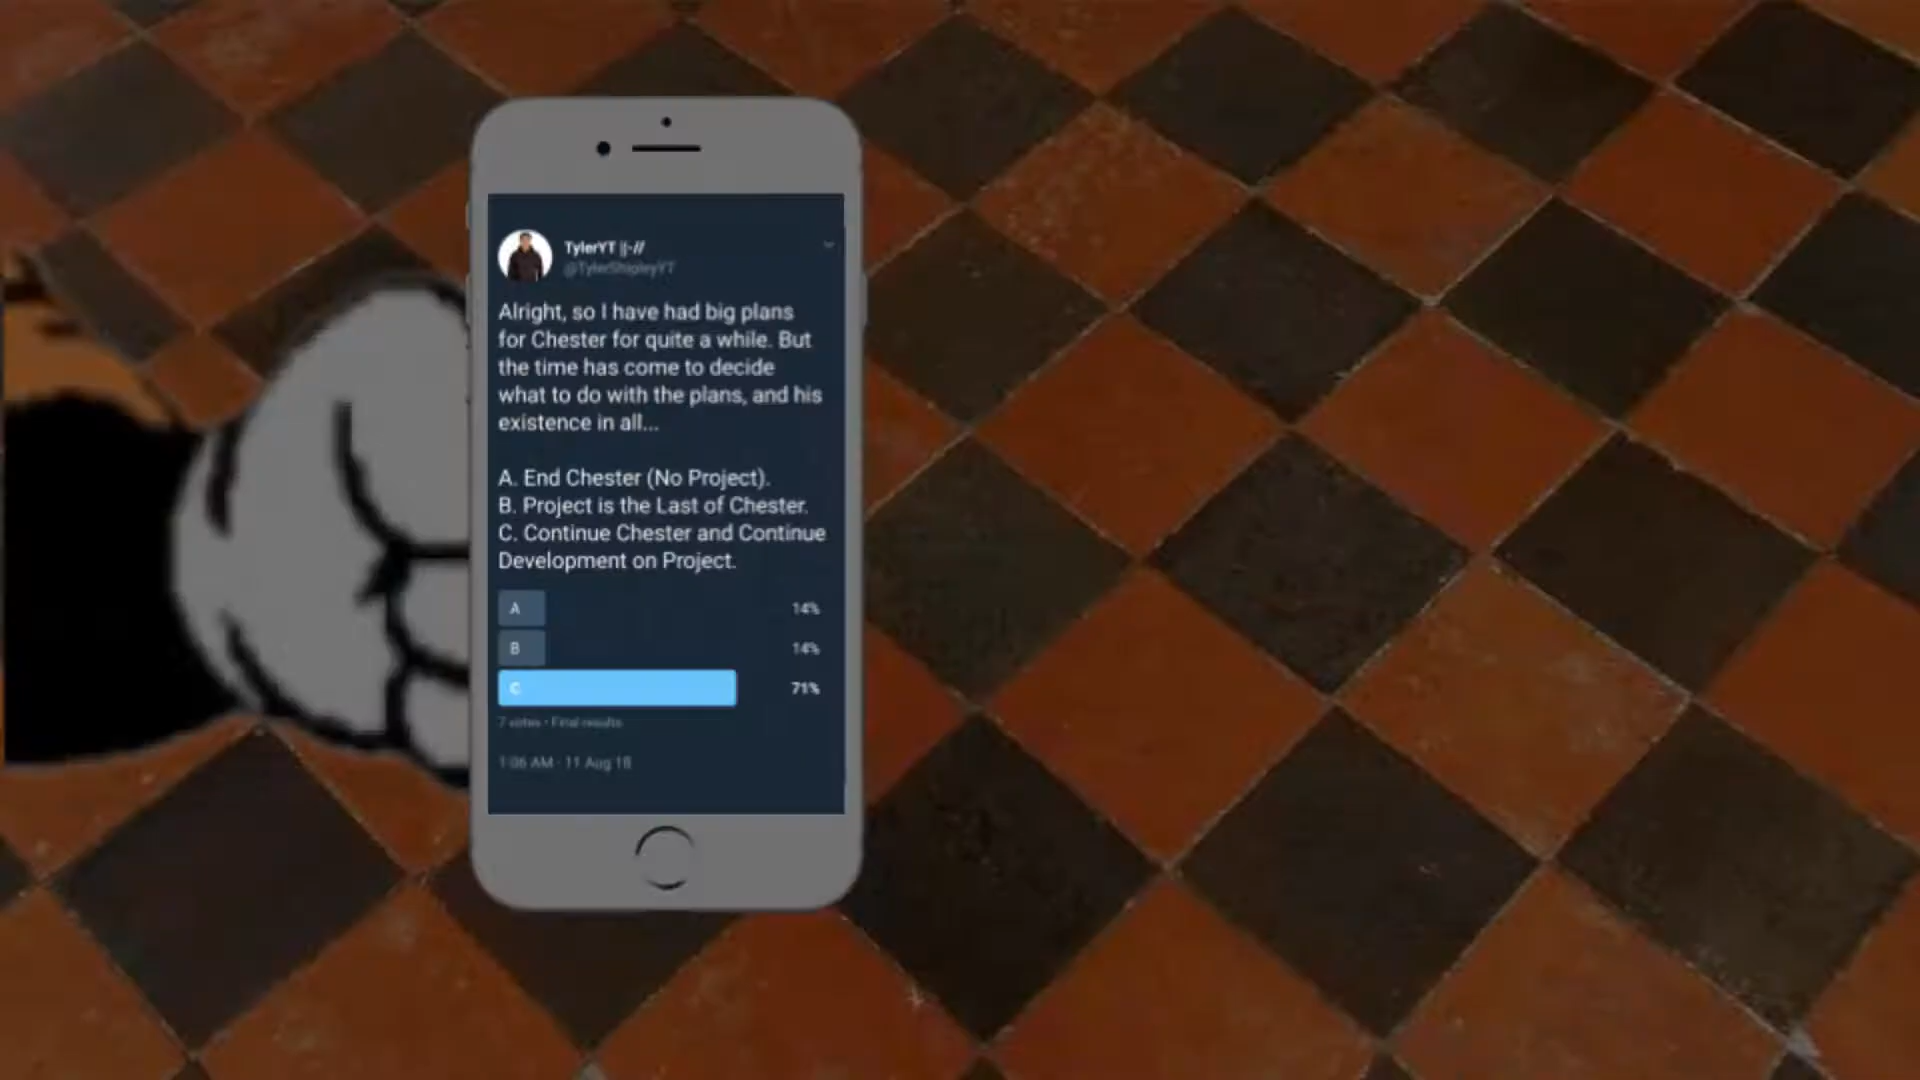 TylerYT ||-//
@TylerShipleyYT
Alright, so I have had big plans
for Chester for quite a while. But
the time has come to decide
what to do with the plans, and his
existence in all...
A. End Chester (No Project).
B. Project is the Last of Chester.
C. Continue Chester and Continue
Development on Project.
A 14%
B 14%
C 71%
7 votes • Final results
1:06 AM · 11 Aug 18